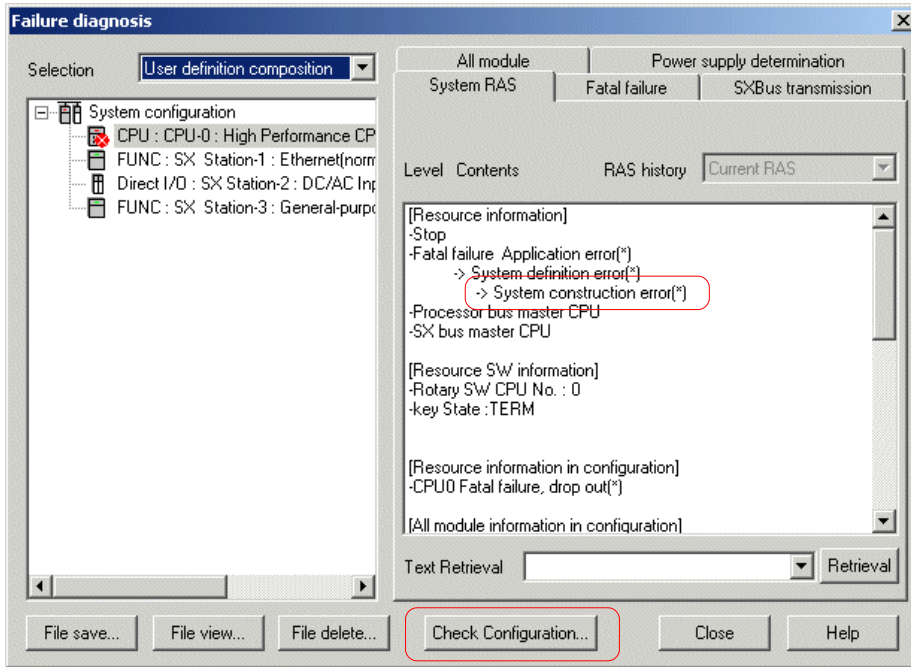 Failure diagnosis
Selection
User definition composition
System configuration
CPU : CPU-0 : High Performance CP
FUNC : SX Station-1 : Ethernet(norm
Direct I/O : SX Station-2 : DC/AC Inp
FUNC : SX Station-3 : General-purpo
All module
Power supply determination
System RAS
Fatal failure
SXBus transmission
Level Contents
RAS history
Current RAS
[Resource information]
-Stop
-Fatal failure Application error(*)
-> System definition error(*)
-> System construction error(*)
-Processor bus master CPU
-SX bus master CPU
[Resource SW information]
-Rotary SW CPU No. : 0
-key State :TERM
[Resource information in configuration]
-CPU0 Fatal failure, drop out(*)
[All module information in configuration]
Text Retrieval
Retrieval
File save...
File view...
File delete...
Check Configuration...
Close
Help